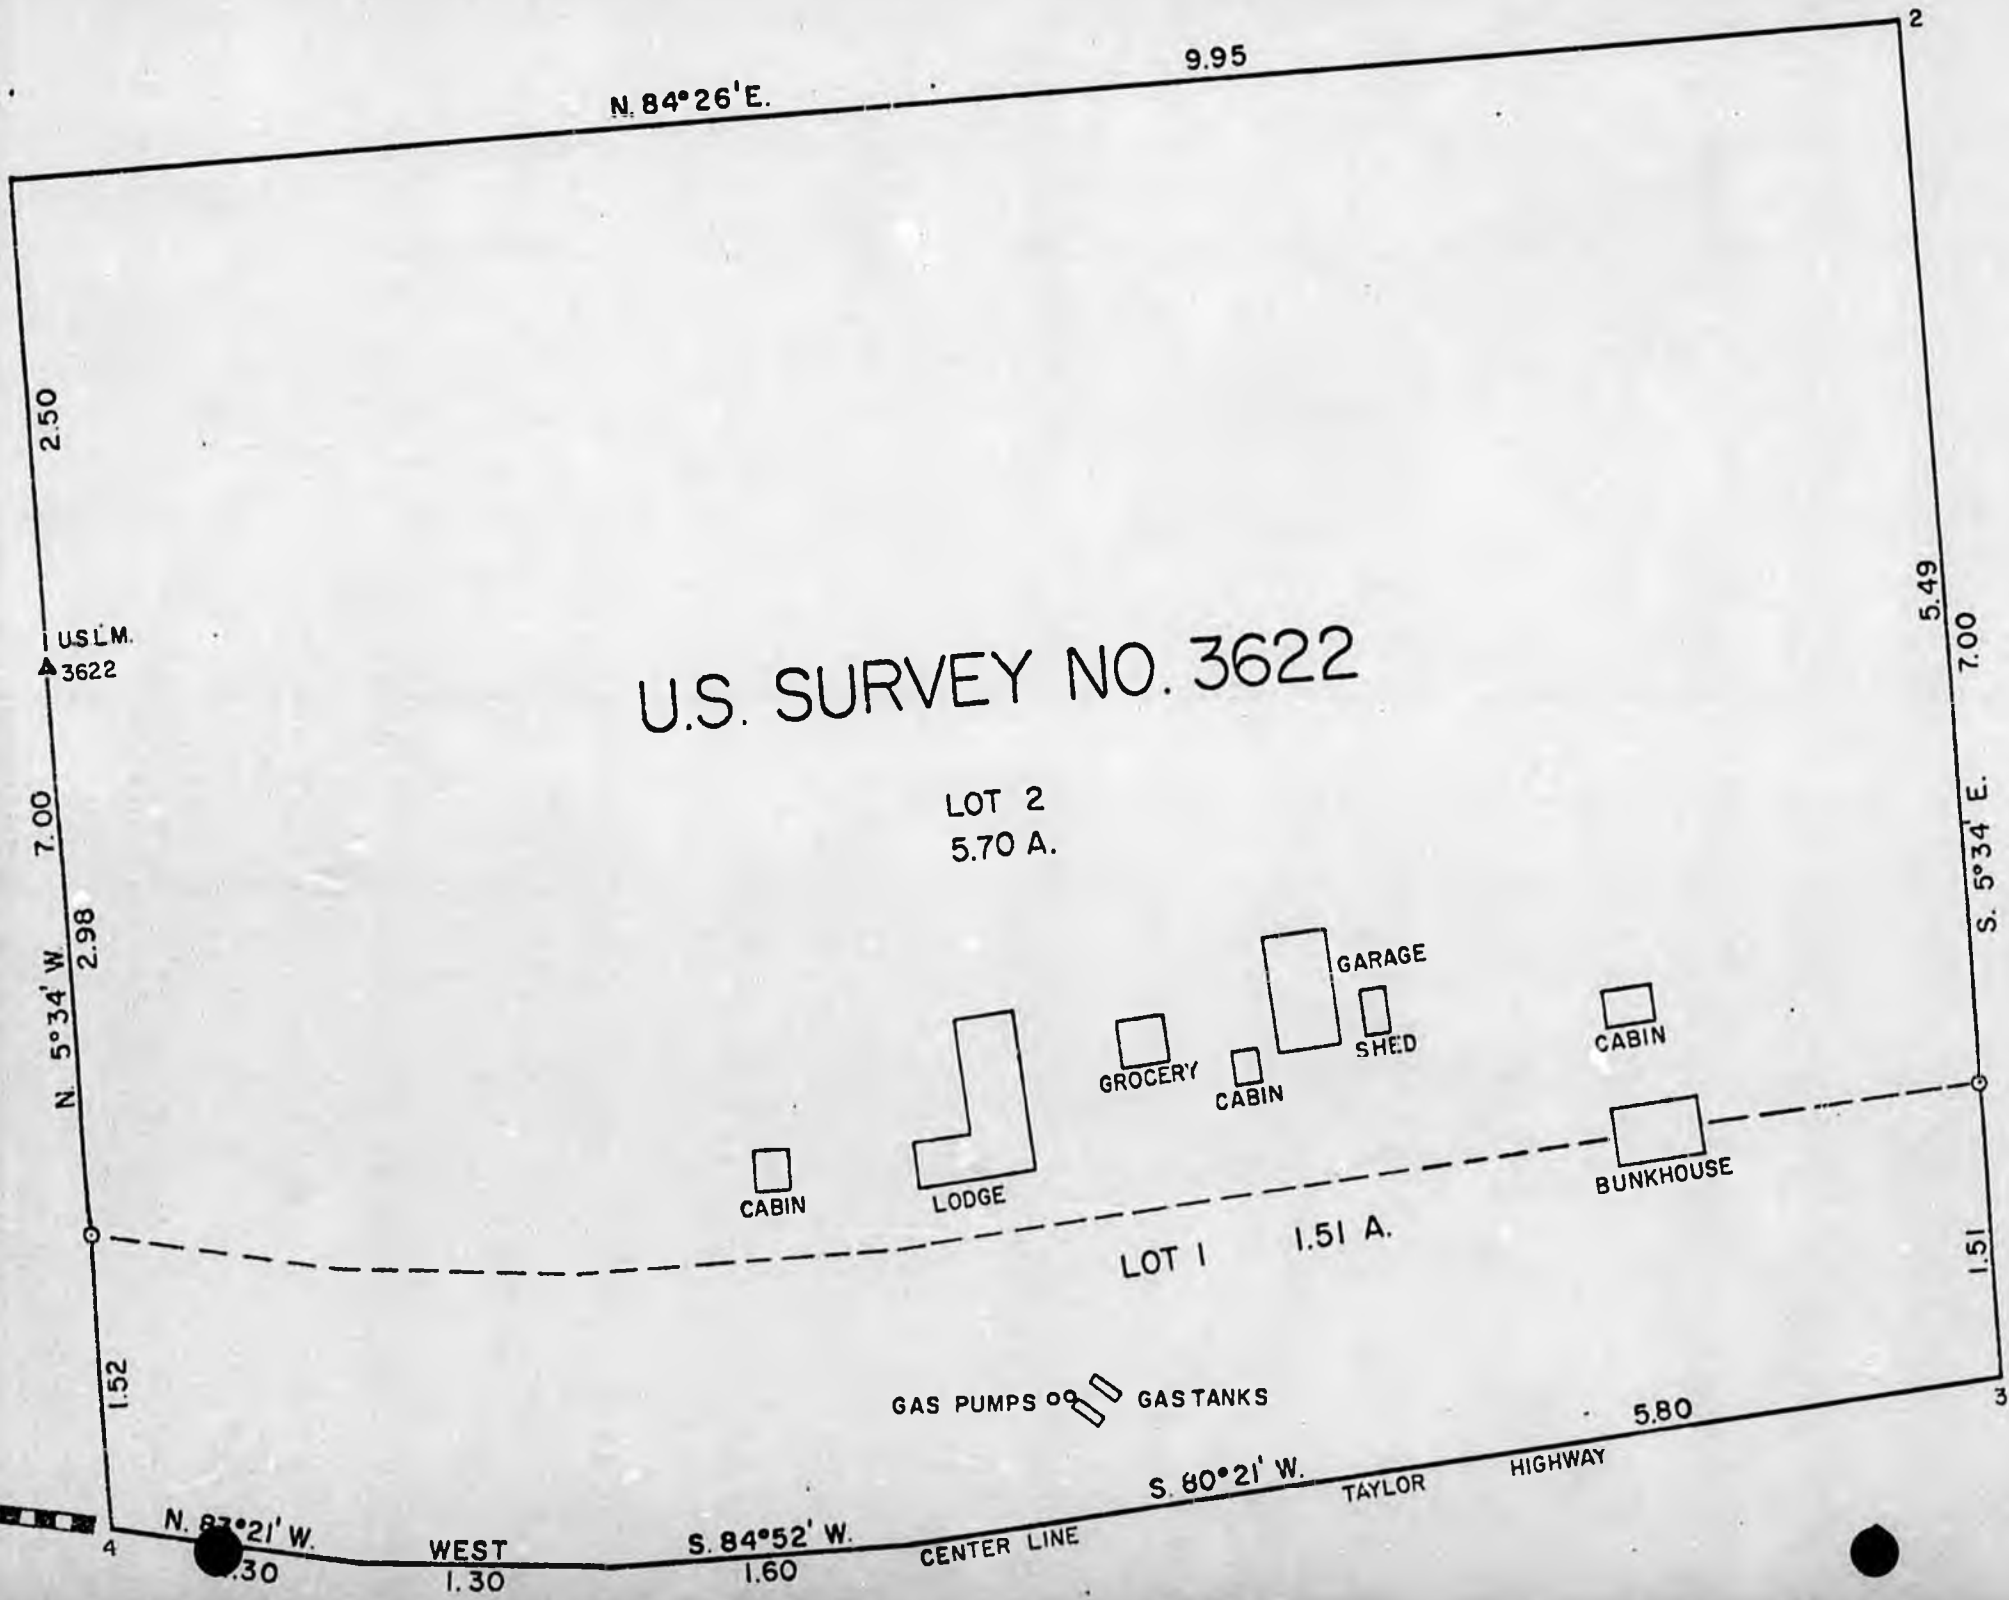 2
9.95
N. 84°26'E.
2.50
U.S.L.M.
3622
5.49
7.00
U.S. SURVEY NO. 3622
LOT 2
5.70 A.
7.00
2.98
N. 5°34' W.
S. 5°34' E.
GARAGE
SHED
CABIN
GROCERY
CABIN
CABIN
LODGE
BUNKHOUSE
LOT 1 1.51 A.
1.51
1.52
GAS PUMPS
GAS TANKS
5.80
3
S. 80°21' W.
TAYLOR HIGHWAY
CENTER LINE
4
N. °21' W.
.30
WEST
1.30
S. 84°52' W.
1.60